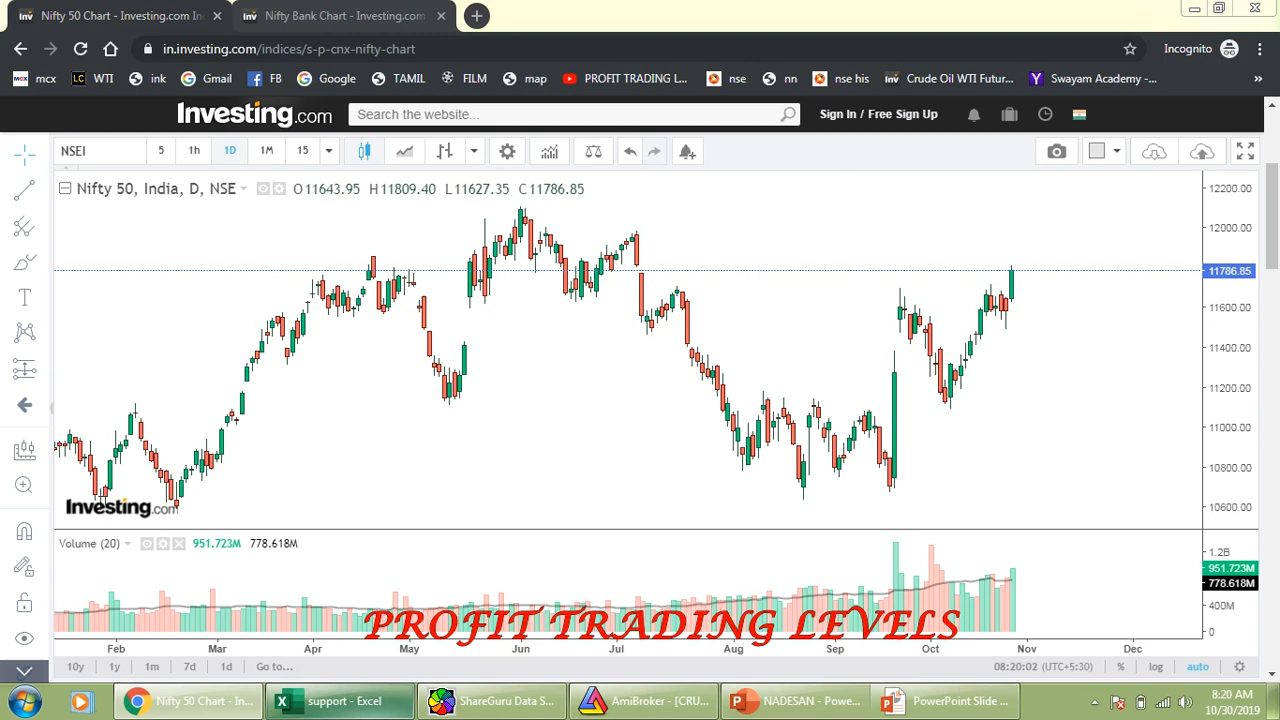 Nifty 50 Chart - Investing.com Ind
Nifty Bank Chart - Investing.com
in.investing.com/indices/s-p-cnx-nifty-chart
Incognito
mcx
WTI
ink
Gmail
FB
Google
TAMIL
FILM
map
PROFIT TRADING L...
nse
nn
nse his
Crude Oil WTI Futur...
Swayam Academy -...
»
Investing.com
Search the website...
Sign In / Free Sign Up
NSEI
5
1h
1D
1M
15
Nifty 50, India, D, NSE
O11643.95 H11809.40 L11627.35 C11786.85
12200.00
12000.00
11786.85
11600.00
11400.00
11200.00
11000.00
10800.00
10600.00
Investing.com
Volume (20)
951.723M
778.618M
1.2B
951.723M
778.618M
400M
0
PROFIT TRADING LEVELS
Feb Mar Apr May Jun Jul Aug Sep Oct Nov Dec
10y 1y 1m 7d 1d Go to...
08:20:02 (UTC+5:30) % log auto
Nifty 50 Chart - In...
support - Excel
ShareGuru Data S...
AmiBroker - [CRU...
NADESAN - Powe...
PowerPoint Slide ...
8:20 AM
10/30/2019